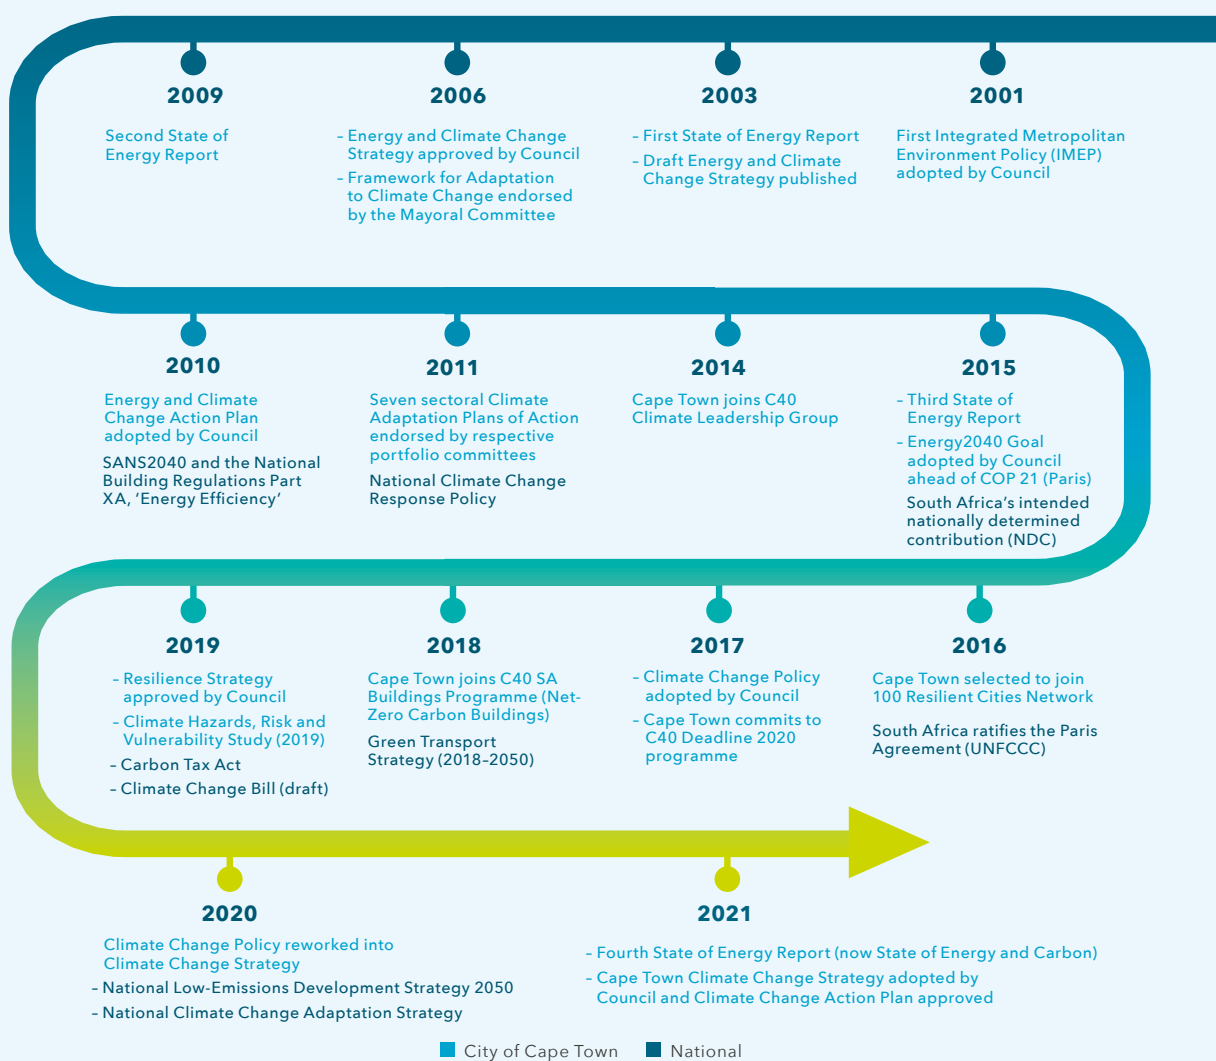 2009
Second State of
Energy Report
2006
– Energy and Climate Change
Strategy approved by Council
– Framework for Adaptation
to Climate Change endorsed
by the Mayoral Committee
2003
– First State of Energy Report
– Draft Energy and Climate
Change Strategy published
2001
First Integrated Metropolitan
Environment Policy (IMEP)
adopted by Council
2010
Energy and Climate
Change Action Plan
adopted by Council
SANS2040 and the National
Building Regulations Part
XA, ‘Energy Efficiency’
2011
Seven sectoral Climate
Adaptation Plans of Action
endorsed by respective
portfolio committees
National Climate Change
Response Policy
2014
Cape Town joins C40
Climate Leadership Group
2015
– Third State of
Energy Report
– Energy2040 Goal
adopted by Council
ahead of COP 21 (Paris)
South Africa’s intended
nationally determined
contribution (NDC)
2019
– Resilience Strategy
approved by Council
– Climate Hazards, Risk and
Vulnerability Study (2019)
– Carbon Tax Act
– Climate Change Bill (draft)
2018
Cape Town joins C40 SA
Buildings Programme (Net-
Zero Carbon Buildings)
Green Transport
Strategy (2018–2050)
2017
– Climate Change Policy
adopted by Council
– Cape Town commits to
C40 Deadline 2020
programme
2016
Cape Town selected to join
100 Resilient Cities Network
South Africa ratifies the Paris
Agreement (UNFCCC)
2020
Climate Change Policy reworked into
Climate Change Strategy
– National Low-Emissions Development Strategy 2050
– National Climate Change Adaptation Strategy
2021
– Fourth State of Energy Report (now State of Energy and Carbon)
– Cape Town Climate Change Strategy adopted by
Council and Climate Change Action Plan approved
City of Cape Town
National